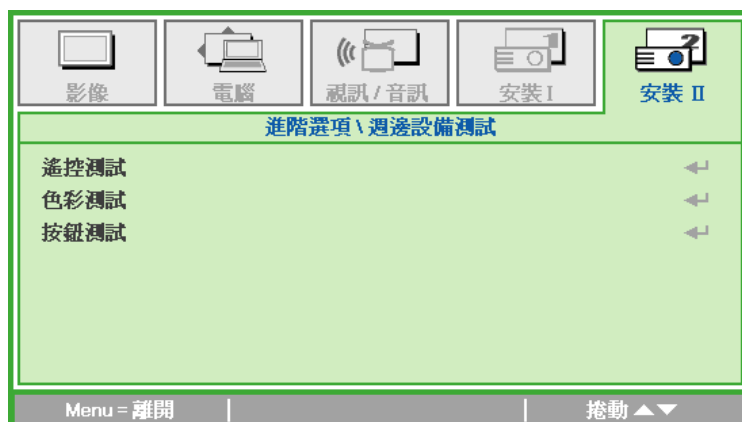 影像 電腦 視訊 / 音訊 安裝 I 安裝 II
進階選項 \ 週邊設備測試
遙控測試
色彩測試
按鈕測試
Menu = 離開 捲動 ▲▼